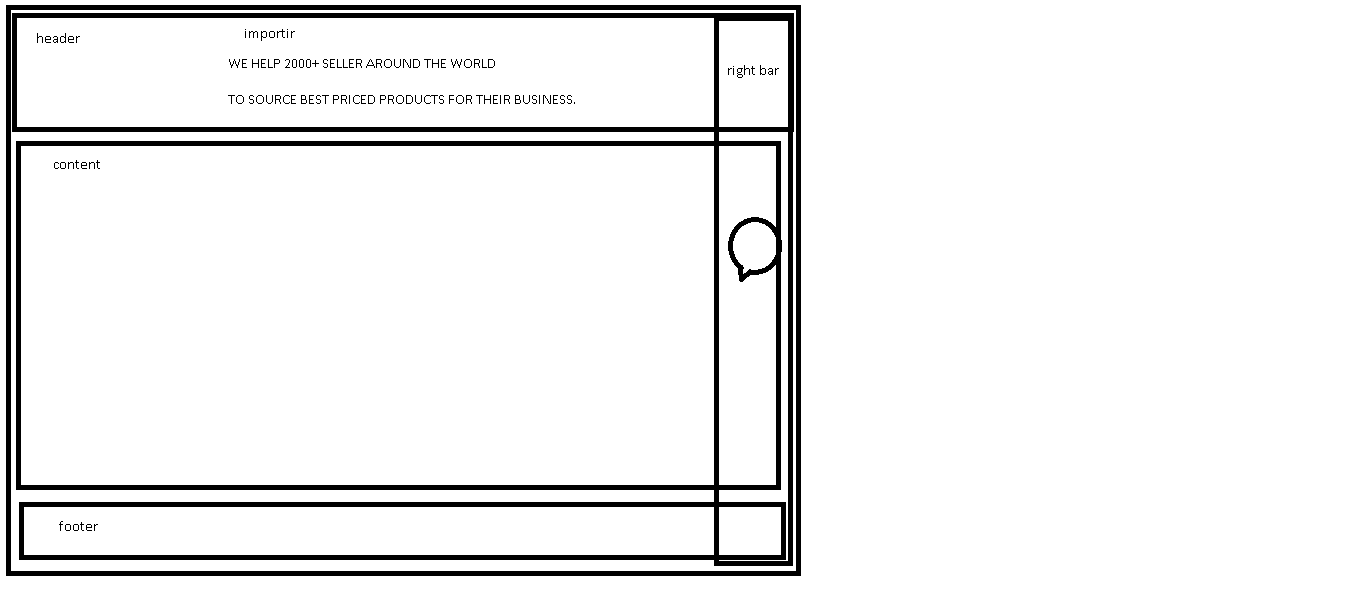 header
importir
WE HELP 2000+ SELLER AROUND THE WORLD
right bar
TO SOURCE BEST PRICED PRODUCTS FOR THEIR BUSINESS.
content
footer